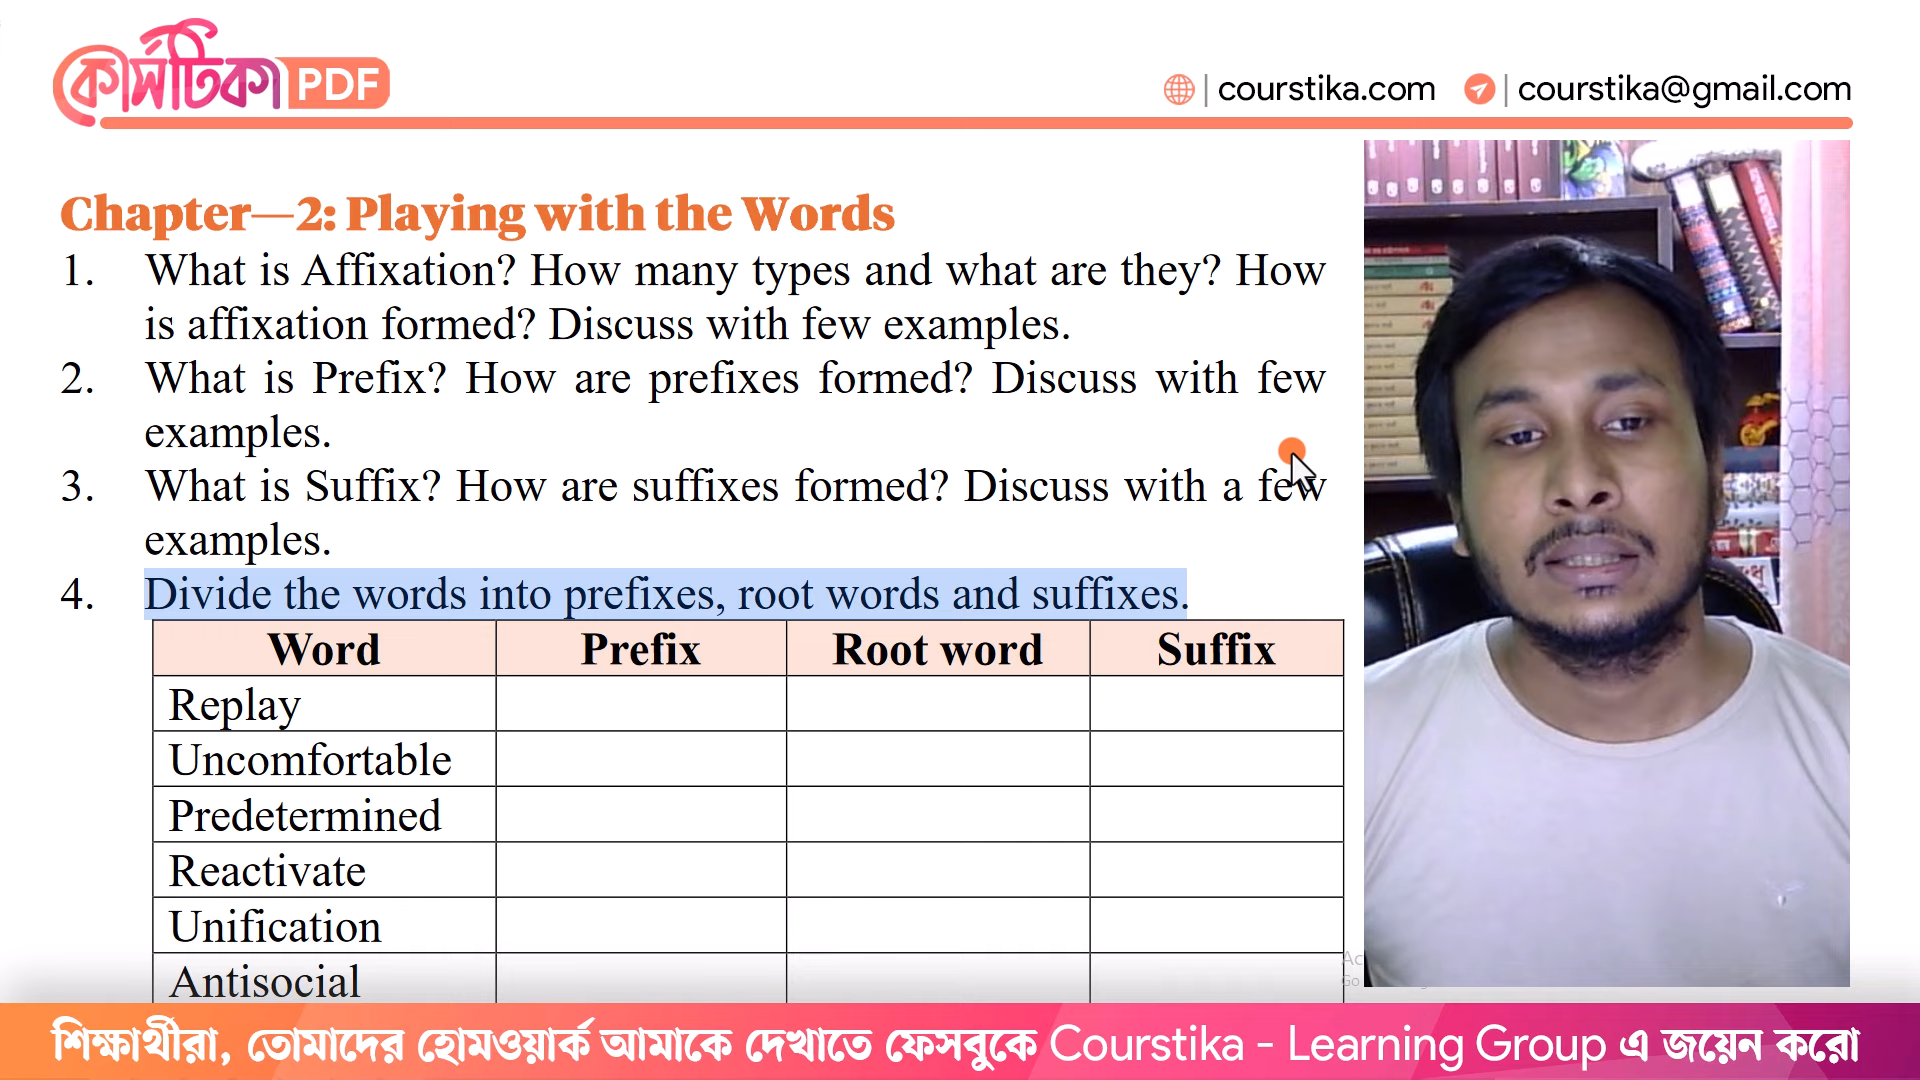 কোর্সটিকা PDF
courstika.com
courstika@gmail.com
Chapter—2: Playing with the Words
1. What is Affixation? How many types and what are they? How
is affixation formed? Discuss with few examples.
2. What is Prefix? How are prefixes formed? Discuss with few
examples.
3. What is Suffix? How are suffixes formed? Discuss with a few
examples.
4. Divide the words into prefixes, root words and suffixes.
Word Prefix Root word Suffix
Replay
Uncomfortable
Predetermined
Reactivate
Unification
Antisocial
শিক্ষার্থীরা, তোমাদের হোমওয়ার্ক আমাকে দেখাতে ফেসবুকে Courstika - Learning Group এ জয়েন করো